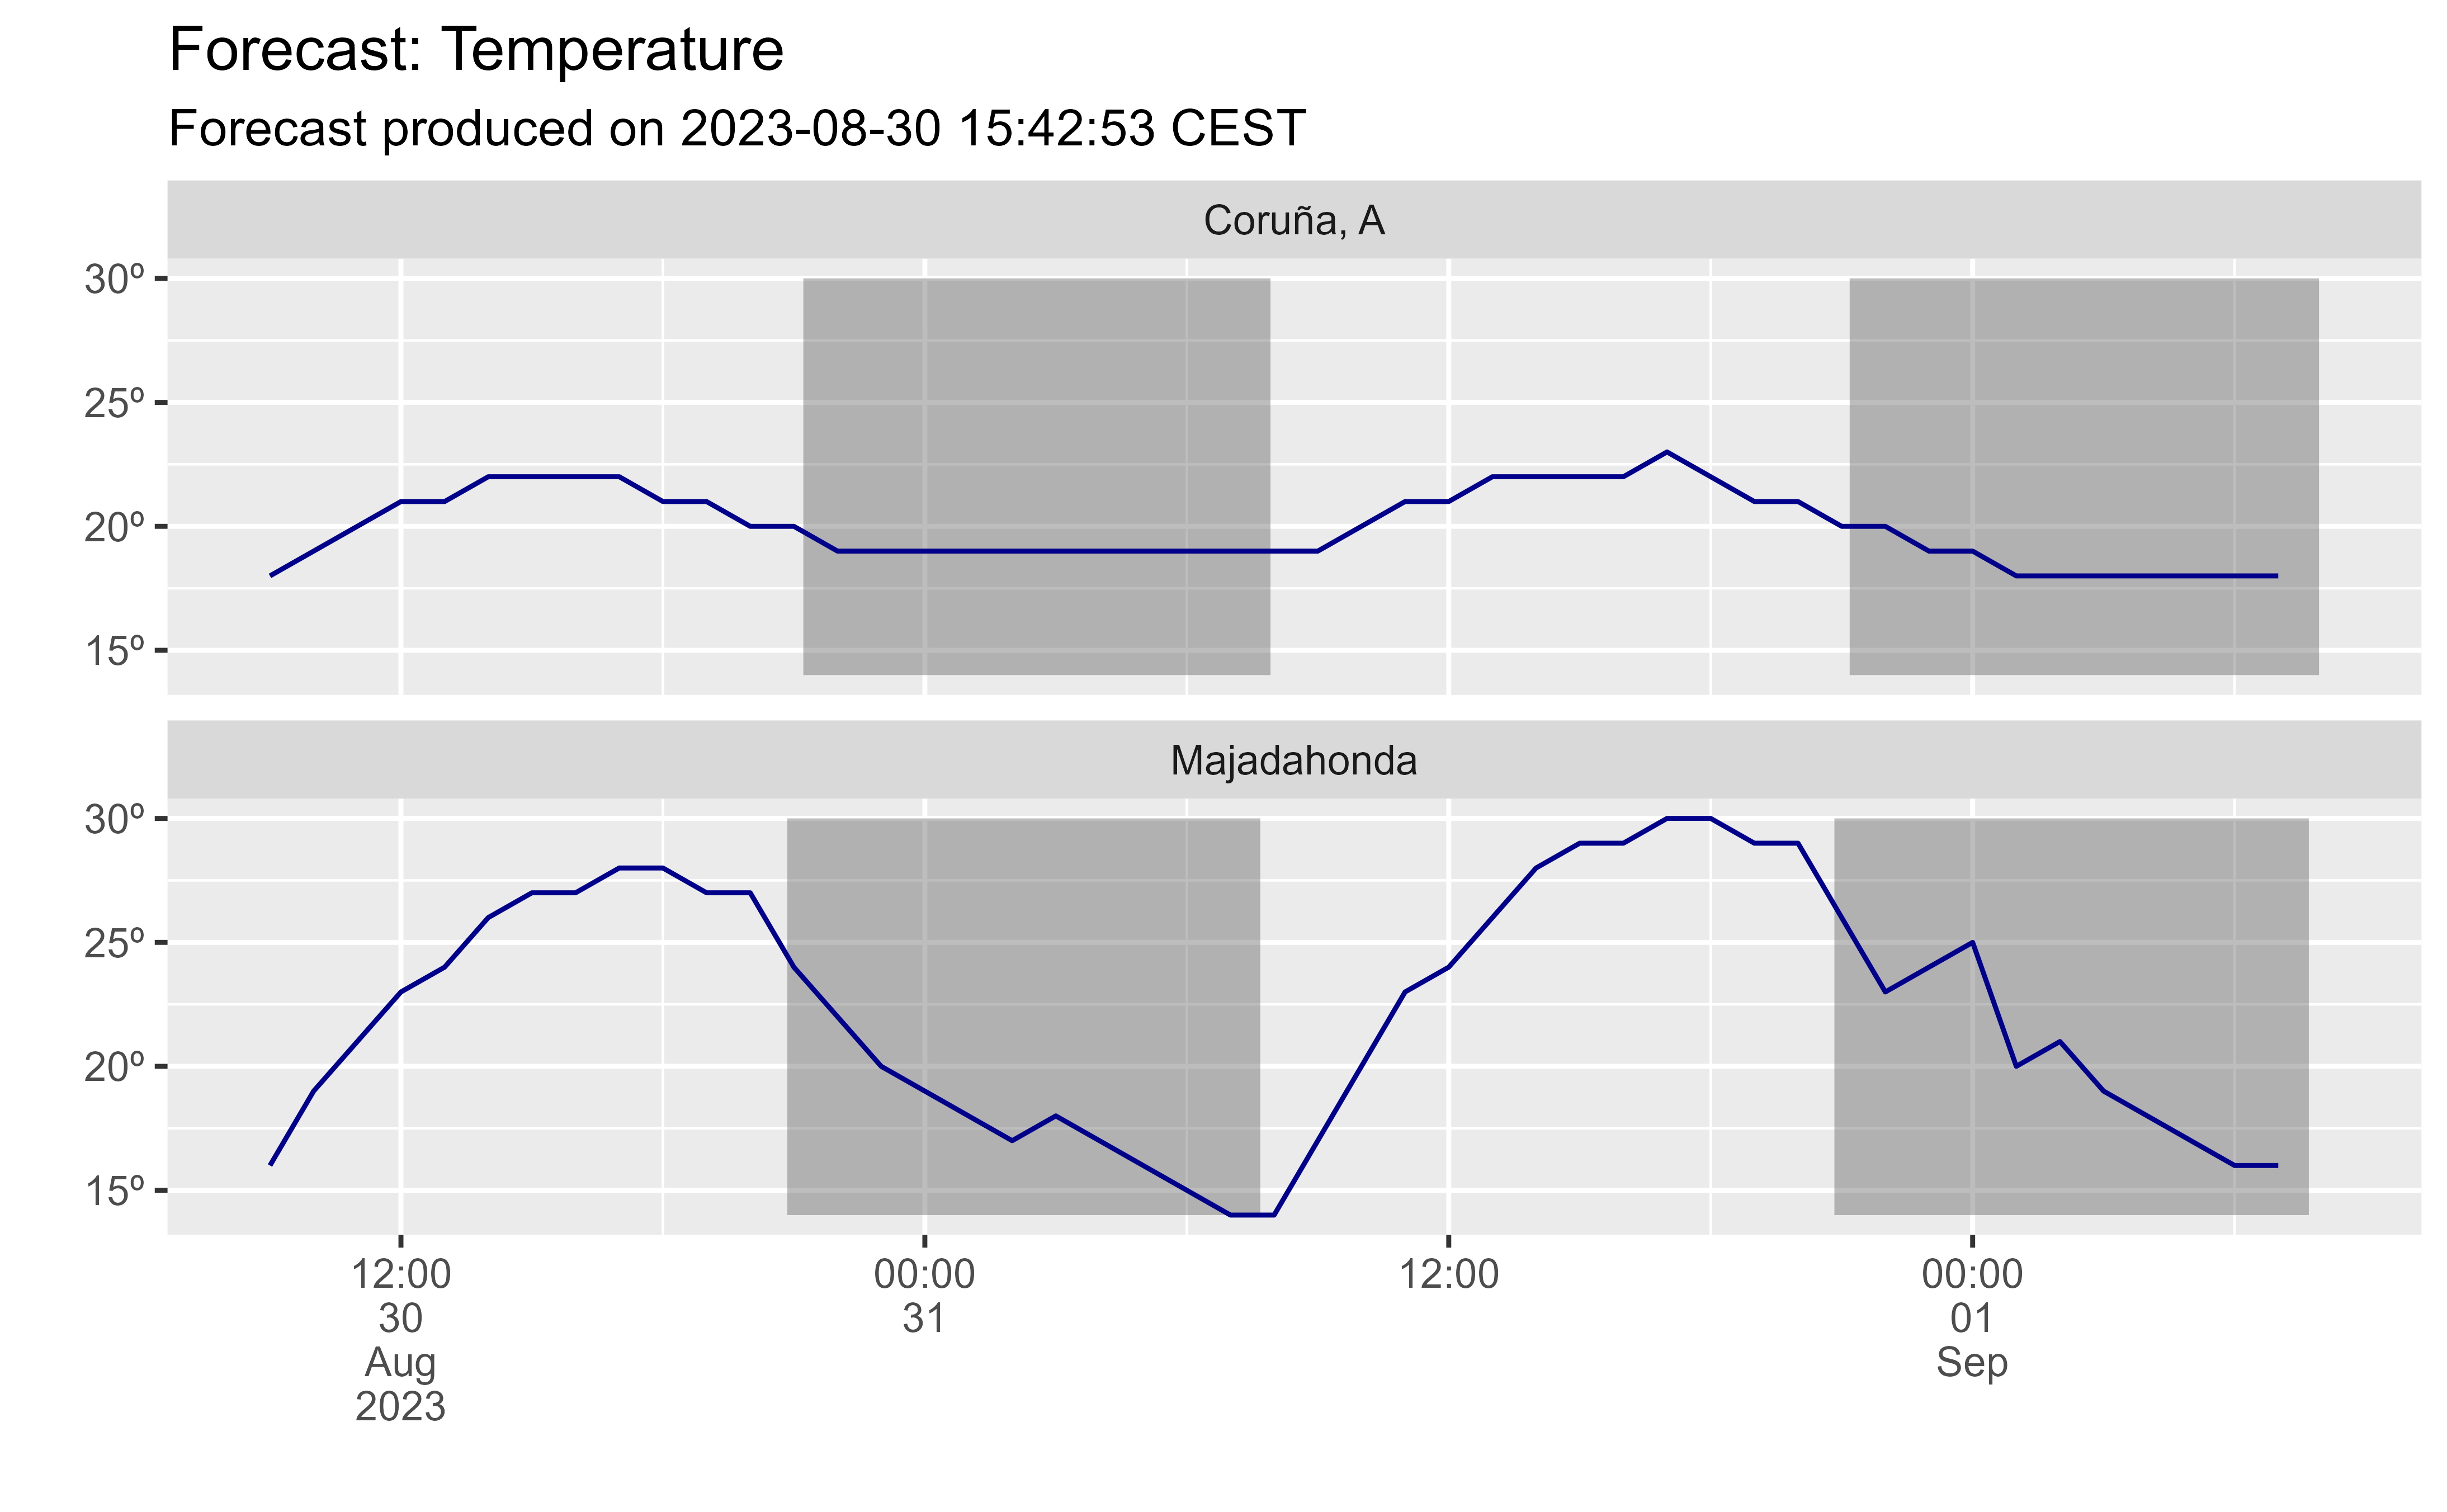 Forecast: Temperature
Forecast produced on 2023-08-30 15:42:53 CEST
Coruña, A
30º
25º
20º
15º
Majadahonda
30º
25º
20º
15º
12:00 00:00 12:00 00:00
30 31 01
Aug Sep
2023